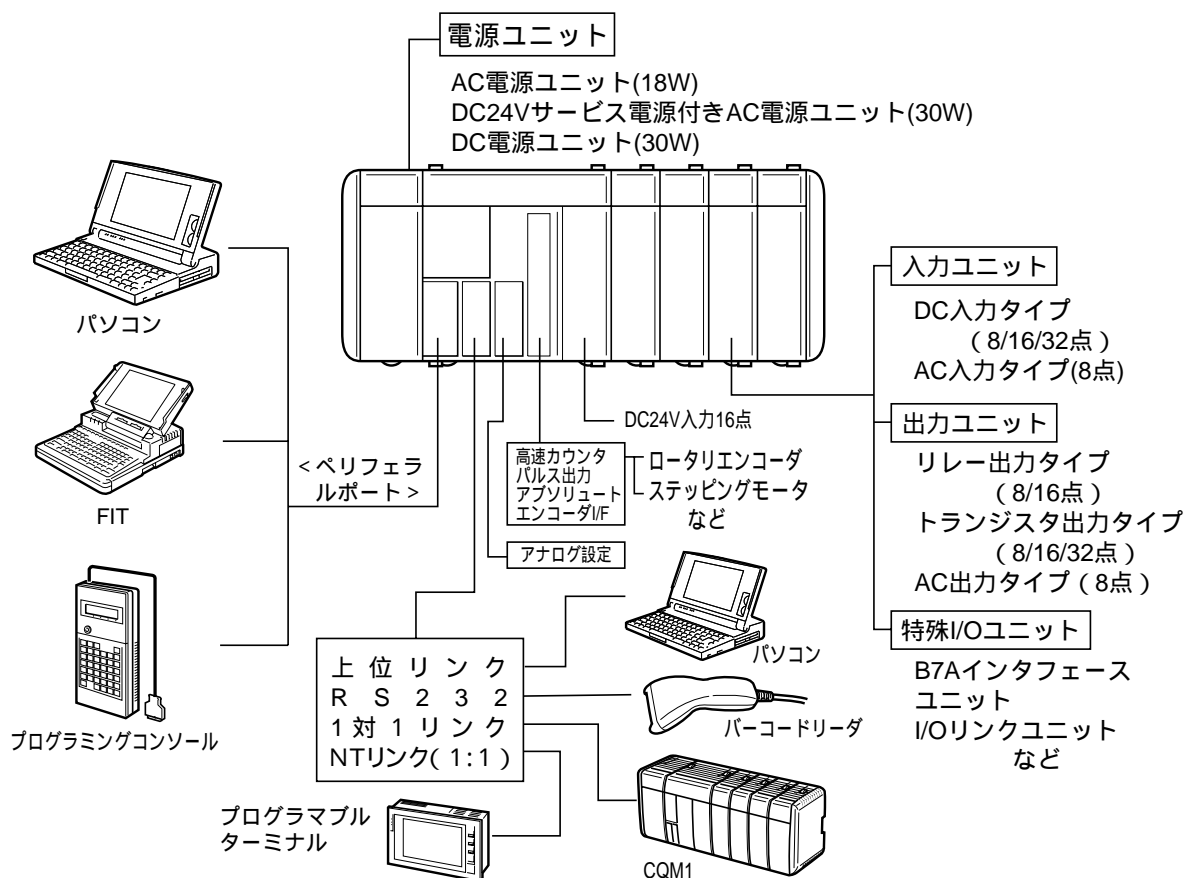 電源ユニット
AC電源ユニット(18W)
DC24Vサービス電源付きAC電源ユニット(30W)
DC電源ユニット(30W)
パソコン
FIT
プログラミングコンソール
<ペリフェラ
ルポート>
DC24V入力16点
高速カウンタ
パルス出力
アブソリュート
エンコーダI/F
ロータリエンコーダ
ステッピングモータ
など
アナログ設定
上位リンク
RS232
1対1リンク
NTリンク(1:1)
パソコン
バーコードリーダ
CQM1
プログラマブル
ターミナル
入力ユニット
DC入力タイプ
(8/16/32点)
AC入力タイプ(8点)
出力ユニット
リレー出力タイプ
(8/16点)
トランジスタ出力タイプ
(8/16/32点)
AC出力タイプ(8点)
特殊I/Oユニット
B7Aインタフェース
ユニット
I/Oリンクユニット
など